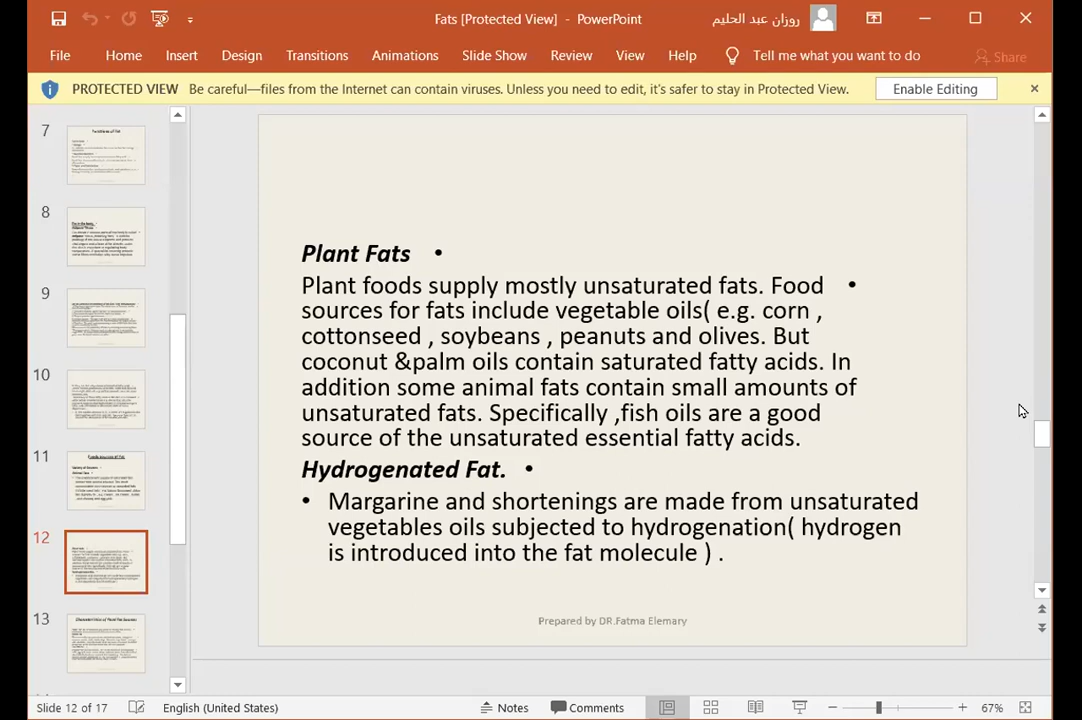 Fats [Protected View] - PowerPoint
روزان عبد الحليم
File Home Insert Design Transitions Animations Slide Show Review View Help Tell me what you want to do Share
PROTECTED VIEW Be careful—files from the Internet can contain viruses. Unless you need to edit, it's safer to stay in Protected View. Enable Editing
7
8
9
10
11
12
13
Plant Fats •
Plant foods supply mostly unsaturated fats. Food •
sources for fats include vegetable oils( e.g. corn ,
cottonseed , soybeans , peanuts and olives. But
coconut &palm oils contain saturated fatty acids. In
addition some animal fats contain small amounts of
unsaturated fats. Specifically ,fish oils are a good
source of the unsaturated essential fatty acids.
Hydrogenated Fat. •
• Margarine and shortenings are made from unsaturated
vegetables oils subjected to hydrogenation( hydrogen
is introduced into the fat molecule ) .
Prepared by DR.Fatma Elemary
Slide 12 of 17 English (United States) Notes Comments 67%